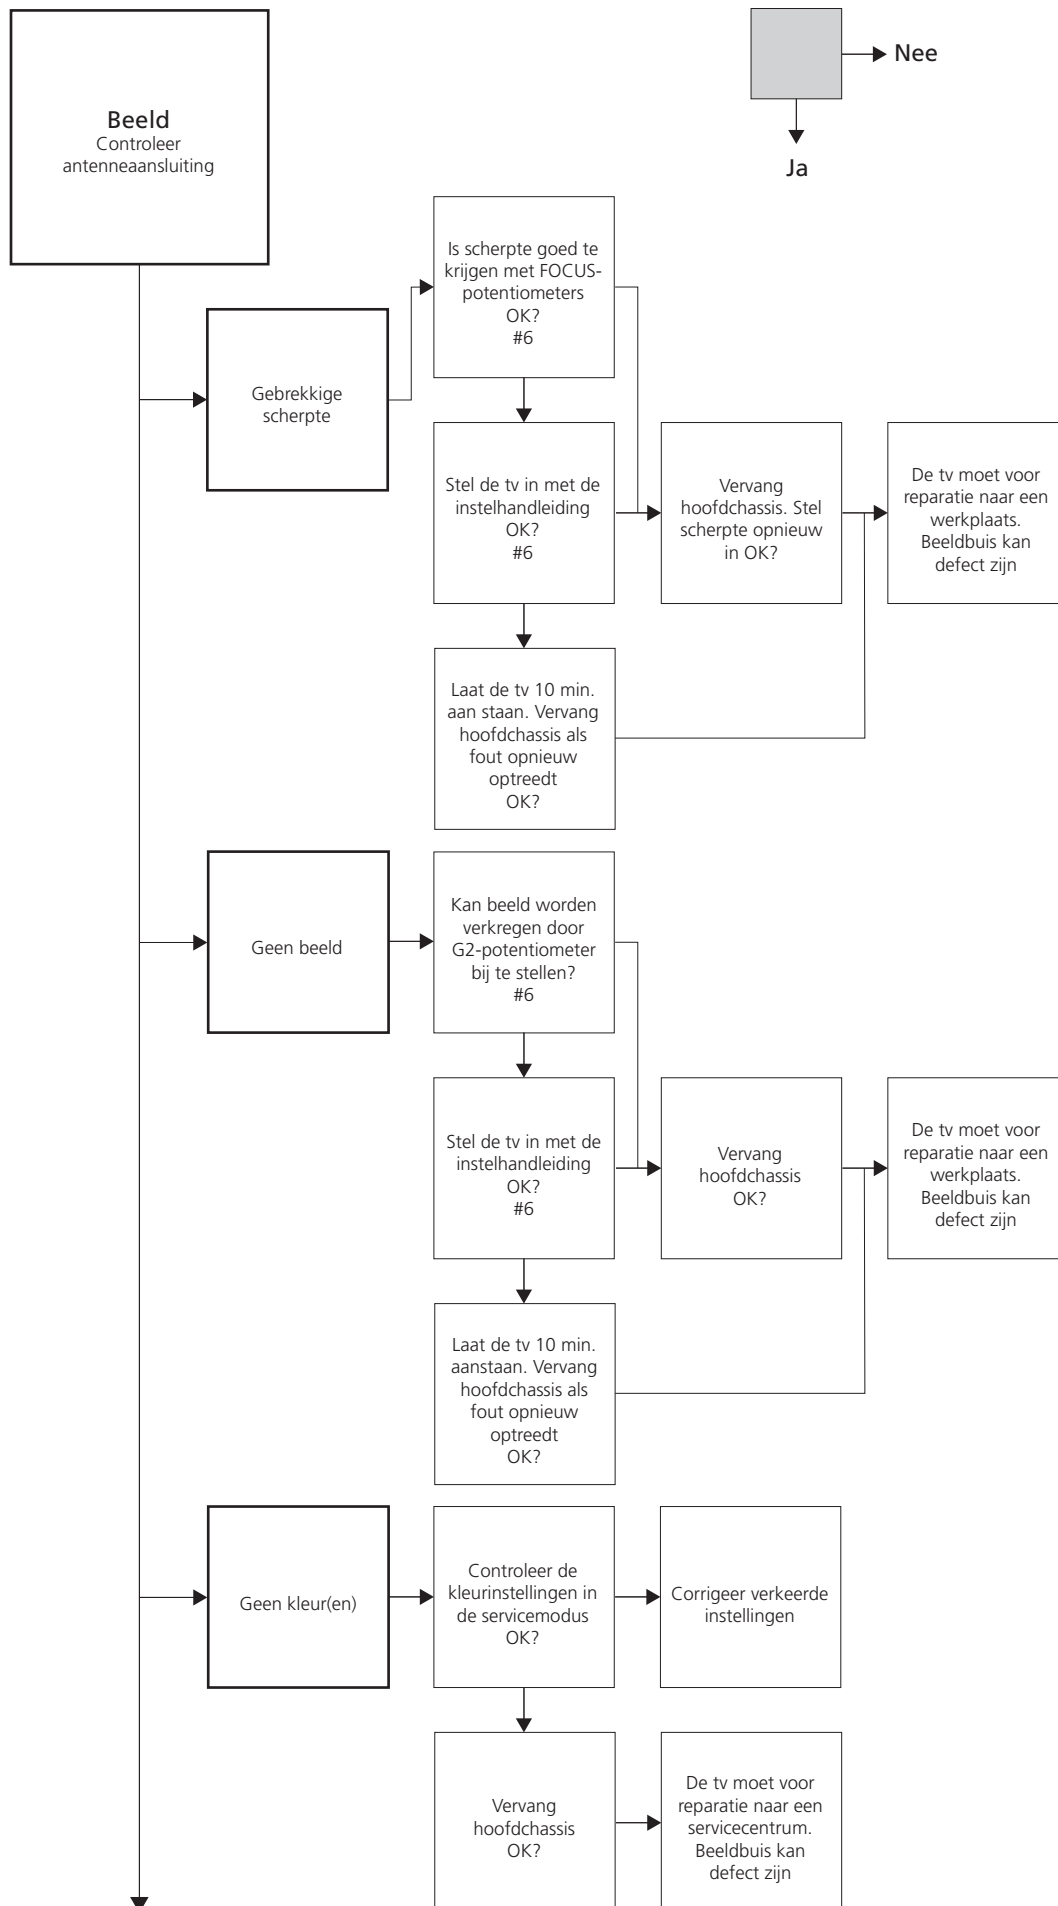 Beeld
Controleer
antenneaansluiting
Nee
Ja
Gebrekkige
scherpte
Is scherpte goed te
krijgen met FOCUS-
potentiometers
OK?
#6
Stel de tv in met de
instelhandleiding
OK?
#6
Vervang
hoofdchassis. Stel
scherpte opnieuw
in OK?
De tv moet voor
reparatie naar een
werkplaats.
Beeldbuis kan
defect zijn
Laat de tv 10 min.
aan staan. Vervang
hoofdchassis als
fout opnieuw
optreedt
OK?
Geen beeld
Kan beeld worden
verkregen door
G2-potentiometer
bij te stellen?
#6
Stel de tv in met de
instelhandleiding
OK?
#6
Vervang
hoofdchassis
OK?
De tv moet voor
reparatie naar een
werkplaats.
Beeldbuis kan
defect zijn
Laat de tv 10 min.
aanstaan. Vervang
hoofdchassis als
fout opnieuw
optreedt
OK?
Geen kleur(en)
Controleer de
kleurinstellingen in
de servicemodus
OK?
Corrigeer verkeerde
instellingen
Vervang
hoofdchassis
OK?
De tv moet voor
reparatie naar een
servicecentrum.
Beeldbuis kan
defect zijn